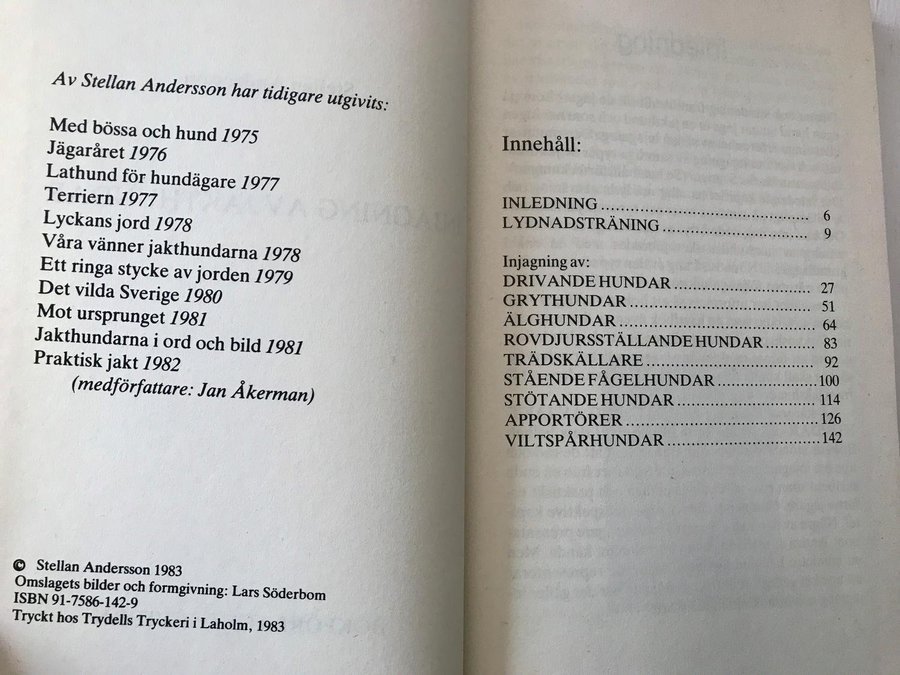 Av Stellan Andersson har tidigare utgivits:
Med bössa och hund 1975
Jägaråret 1976
Lathund för hundägare 1977
Terriern 1977
Lyckans jord 1978
Våra vänner jakthundarna 1978
Ett ringa stycke av jorden 1979
Det vilda Sverige 1980
Mot ursprunget 1981
Jakthundarna i ord och bild 1981
Praktisk jakt 1982
(medförfattare: Jan Åkerman)
© Stellan Andersson 1983
Omslagets bilder och formgivning: Lars Söderbom
ISBN 91-7586-142-9
Tryckt hos Trydells Tryckeri i Laholm, 1983
Innehåll:
INLEDNING 6
LYDNADSTRÄNING 9
Injagning av:
DRIVANDE HUNDAR 27
GRYTHUNDAR 51
ÄLGHUNDAR 64
ROVDJURSSTÄLLANDE HUNDAR 83
TRÄDSKÄLLARE 92
STÅENDE FÅGELHUNDAR 100
STÖTANDE HUNDAR 114
APPORTÖRER 126
VILTSPÅRHUNDAR 142